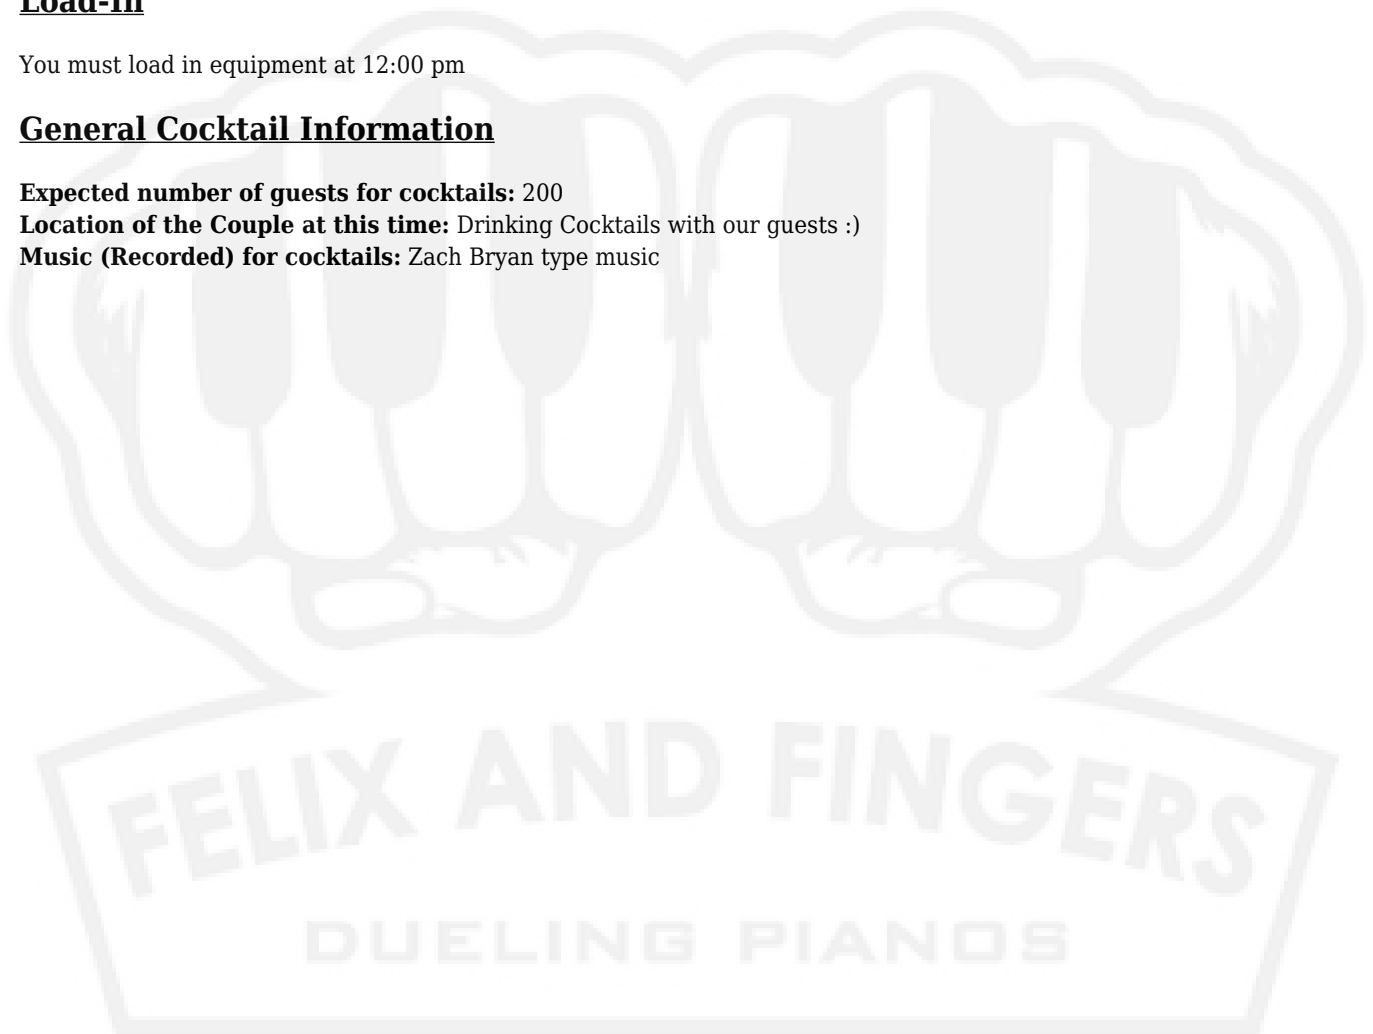 Load-In
You must load in equipment at 12:00 pm
General Cocktail Information
Expected number of guests for cocktails: 200
Location of the Couple at this time: Drinking Cocktails with our guests :)
Music (Recorded) for cocktails: Zach Bryan type music
FELIX AND FINGERS
DUELING PIANOS